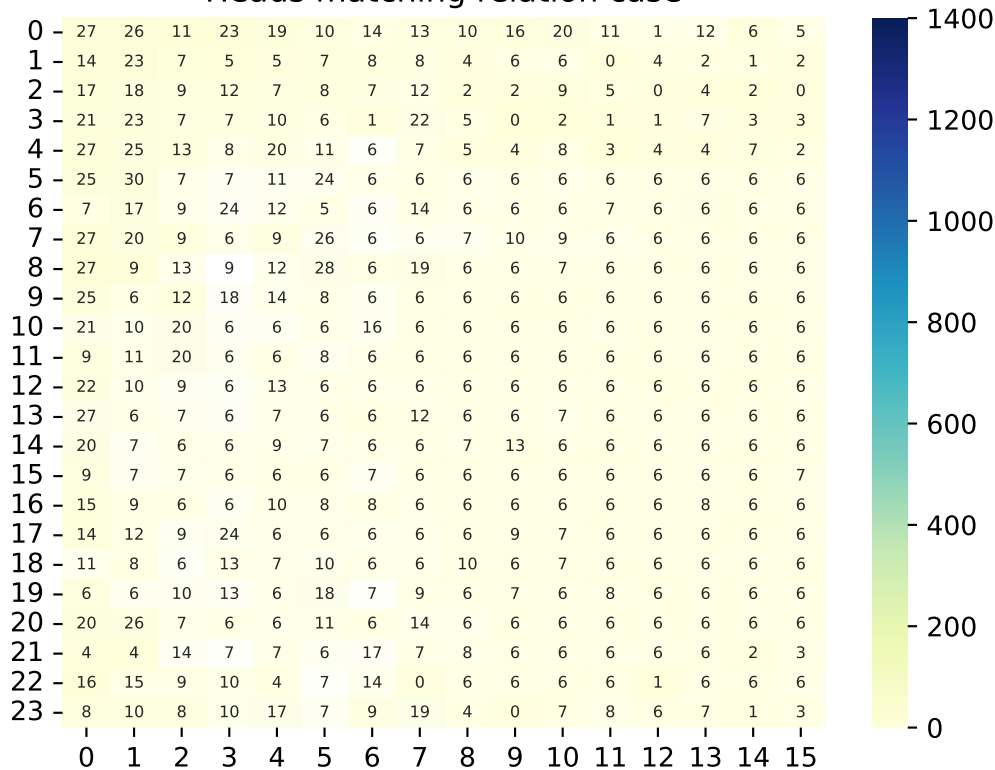 Heads matching relation case
0 27 26 11 23 19 10 14 13 10 16 20 11 1 12 6 5
1 14 23 7 5 5 7 8 8 4 6 6 0 4 2 1 2
2 17 18 9 12 7 8 7 12 2 2 9 5 0 4 2 0
3 21 23 7 7 10 6 1 22 5 0 2 1 1 7 3 3
4 27 25 13 8 20 11 6 7 5 4 8 3 4 4 7 2
5 25 30 7 7 11 24 6 6 6 6 6 6 6 6 6 6
6 7 17 9 24 12 5 6 14 6 6 6 7 6 6 6 6
7 27 20 9 6 9 26 6 6 7 10 9 6 6 6 6 6
8 27 9 13 9 12 28 6 19 6 6 7 6 6 6 6 6
9 25 6 12 18 14 8 6 6 6 6 6 6 6 6 6 6
10 21 10 20 6 6 6 16 6 6 6 6 6 6 6 6 6
11 9 11 20 6 6 8 6 6 6 6 6 6 6 6 6 6
12 22 10 9 6 13 6 6 6 6 6 6 6 6 6 6 6
13 27 6 7 6 7 6 6 12 6 6 7 6 6 6 6 6
14 20 7 6 6 9 7 6 6 7 13 6 6 6 6 6 6
15 9 7 7 6 6 6 7 6 6 6 6 6 6 6 6 7
16 15 9 6 6 10 8 8 6 6 6 6 6 6 8 6 6
17 14 12 9 24 6 6 6 6 6 9 7 6 6 6 6 6
18 11 8 6 13 7 10 6 6 10 6 7 6 6 6 6 6
19 6 6 10 13 6 18 7 9 6 7 6 8 6 6 6 6
20 20 26 7 6 6 11 6 14 6 6 6 6 6 6 6 6
21 4 4 14 7 7 6 17 7 8 6 6 6 6 6 2 3
22 16 15 9 10 4 7 14 0 6 6 6 6 1 6 6 6
23 8 10 8 10 17 7 9 19 4 0 7 8 6 7 1 3
0 1 2 3 4 5 6 7 8 9 10 11 12 13 14 15
1400
1200
1000
800
600
400
200
0